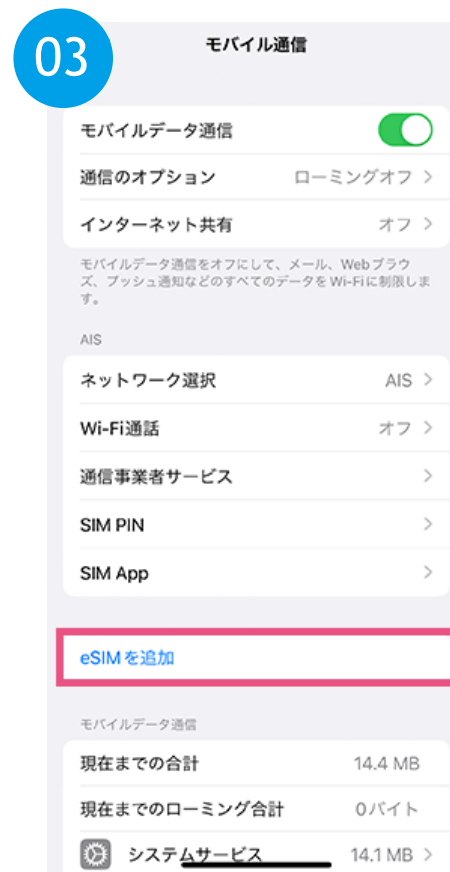 03
モバイル通信
モバイルデータ通信
通信のオプション ローミングオフ
インターネット共有 オフ
モバイルデータ通信をオフにして、メール、Webブラウ
ズ、プッシュ通知などのすべてのデータをWi-Fiに制限しま
す。
AIS
ネットワーク選択 AIS
Wi-Fi通話 オフ
通信事業者サービス
SIM PIN
SIM App
eSIMを追加
モバイルデータ通信
現在までの合計 14.4 MB
現在までのローミング合計 0バイト
システムサービス 14.1 MB